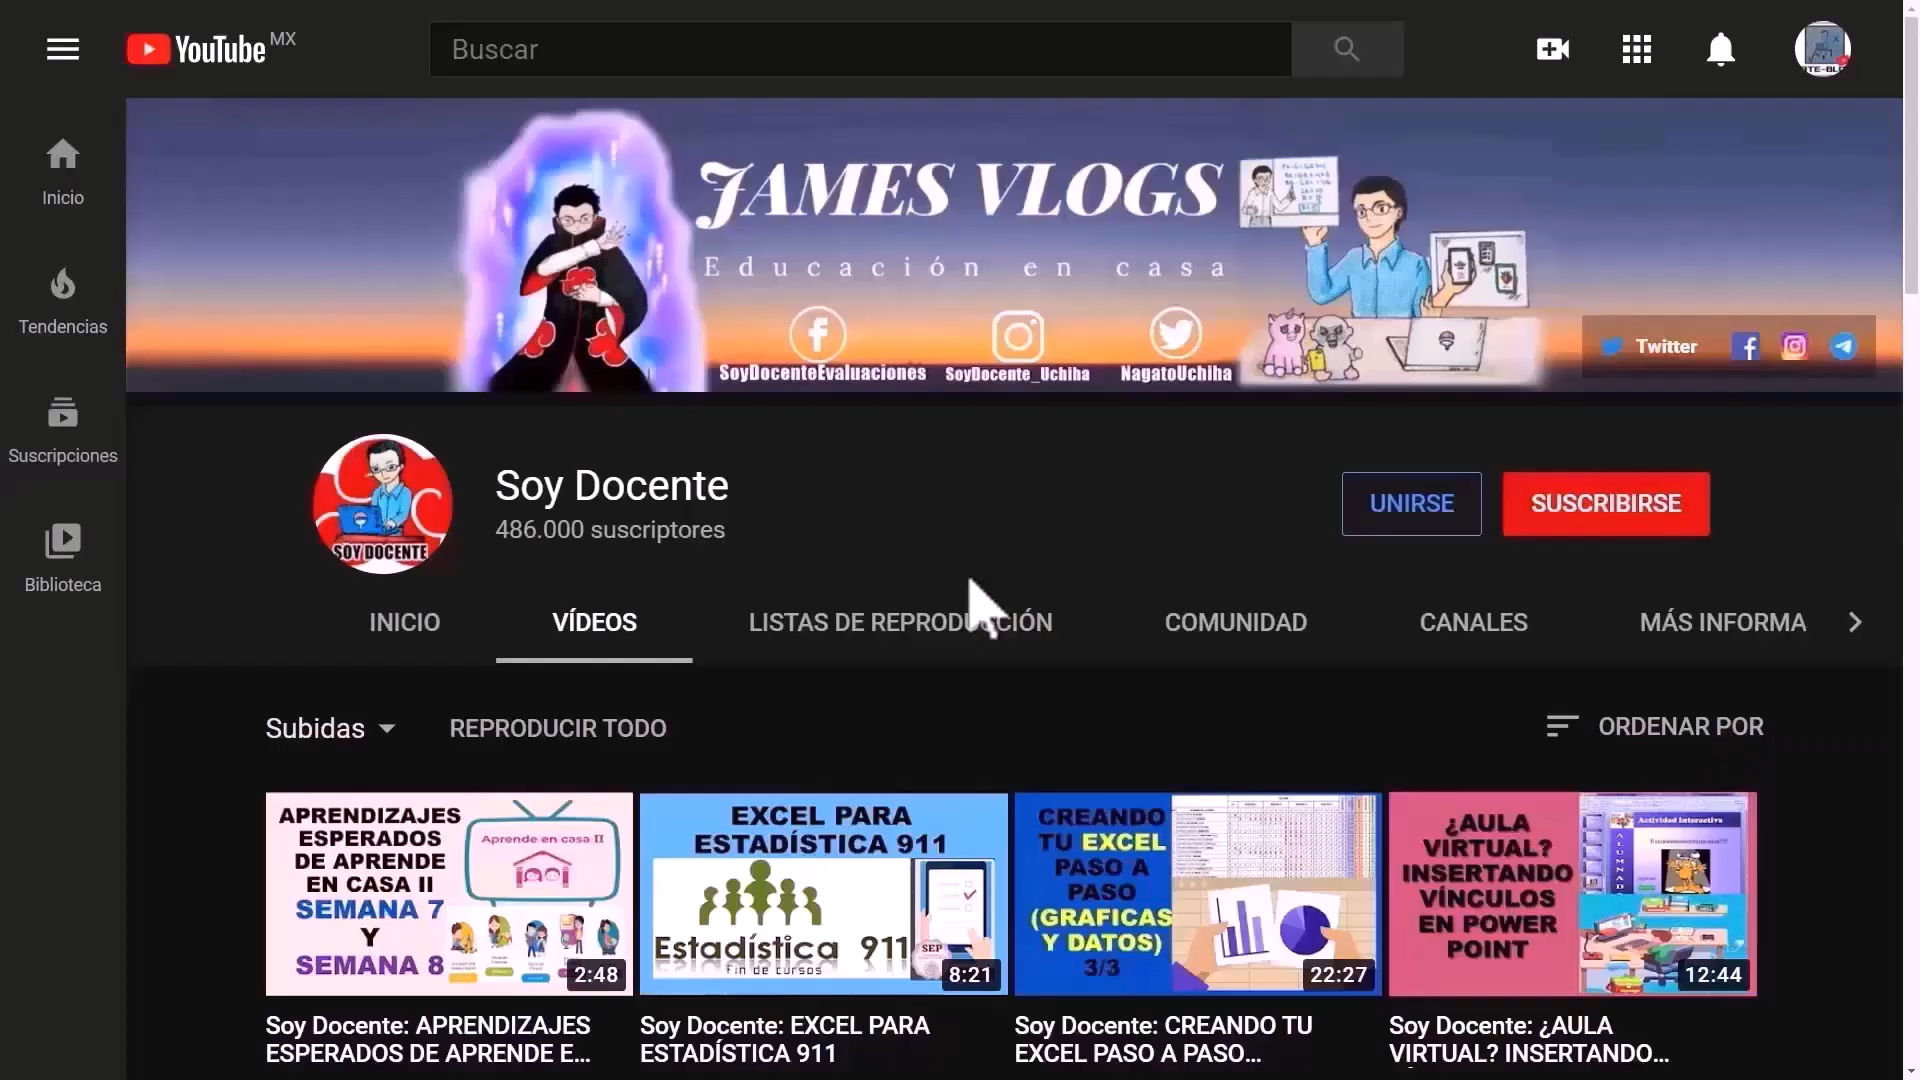 YouTube MX
Buscar
TE-BL
Inicio
Tendencias
Suscripciones
Biblioteca
JAMES VLOGS
Educación en casa
SoyDocenteEvaluaciones
SoyDocente_Uchiha
NagatoUchiha
Twitter
SOY DOCENTE
Soy Docente
486.000 suscriptores
UNIRSE
SUSCRIBIRSE
INICIO
VÍDEOS
LISTAS DE REPRODUCCIÓN
COMUNIDAD
CANALES
MÁS INFORMA
Subidas
REPRODUCIR TODO
ORDENAR POR
APRENDIZAJES
ESPERADOS
DE APRENDE
EN CASA II
SEMANA 7
Y
SEMANA 8
Aprende en casa II
2:48
EXCEL PARA
ESTADÍSTICA 911
Estadística 911
fin de cursos
SEP
8:21
CREANDO
TU EXCEL
PASO A
PASO
(GRAFICAS
Y DATOS)
3/3
22:27
¿AULA
VIRTUAL?
INSERTANDO
VÍNCULOS
EN POWER
POINT
Actividad Interactiva
ALUMNAD
12:44
Soy Docente: APRENDIZAJES
ESPERADOS DE APRENDE E...
Soy Docente: EXCEL PARA
ESTADÍSTICA 911
Soy Docente: CREANDO TU
EXCEL PASO A PASO...
Soy Docente: ¿AULA
VIRTUAL? INSERTANDO...